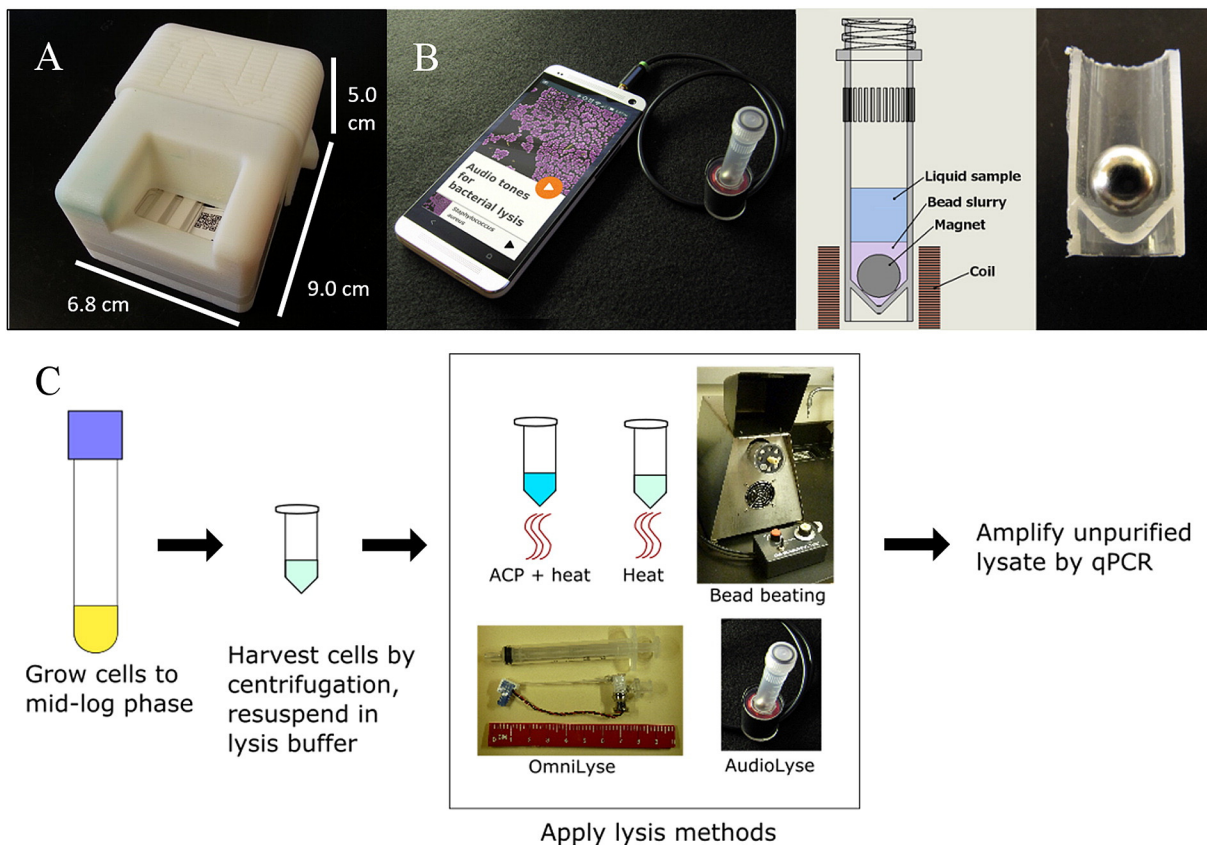 A
5.0
cm
9.0 cm
6.8 cm
B
Audio tones
for
bacterial lysis
Staphylococcus
aureus
Liquid sample
Bead slurry
Magnet
Coil
C
Grow cells to
mid-log phase
Harvest cells by
centrifugation,
resuspend in
lysis buffer
ACP + heat
Heat
Bead beating
OmniLyse
AudioLyse
Apply lysis methods
Amplify unpurified
lysate by qPCR